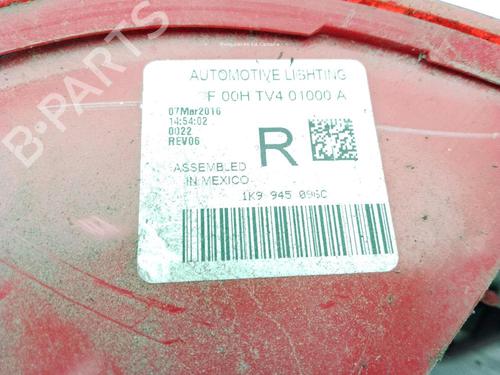 AUTOMOTIVE LIGHTING
F 00H TV4 01000 A
07Mar2016
14:54:02
0022
REV06
R
ASSEMBLED
IN MEXICO
1K9 945 096C
B-PARTS